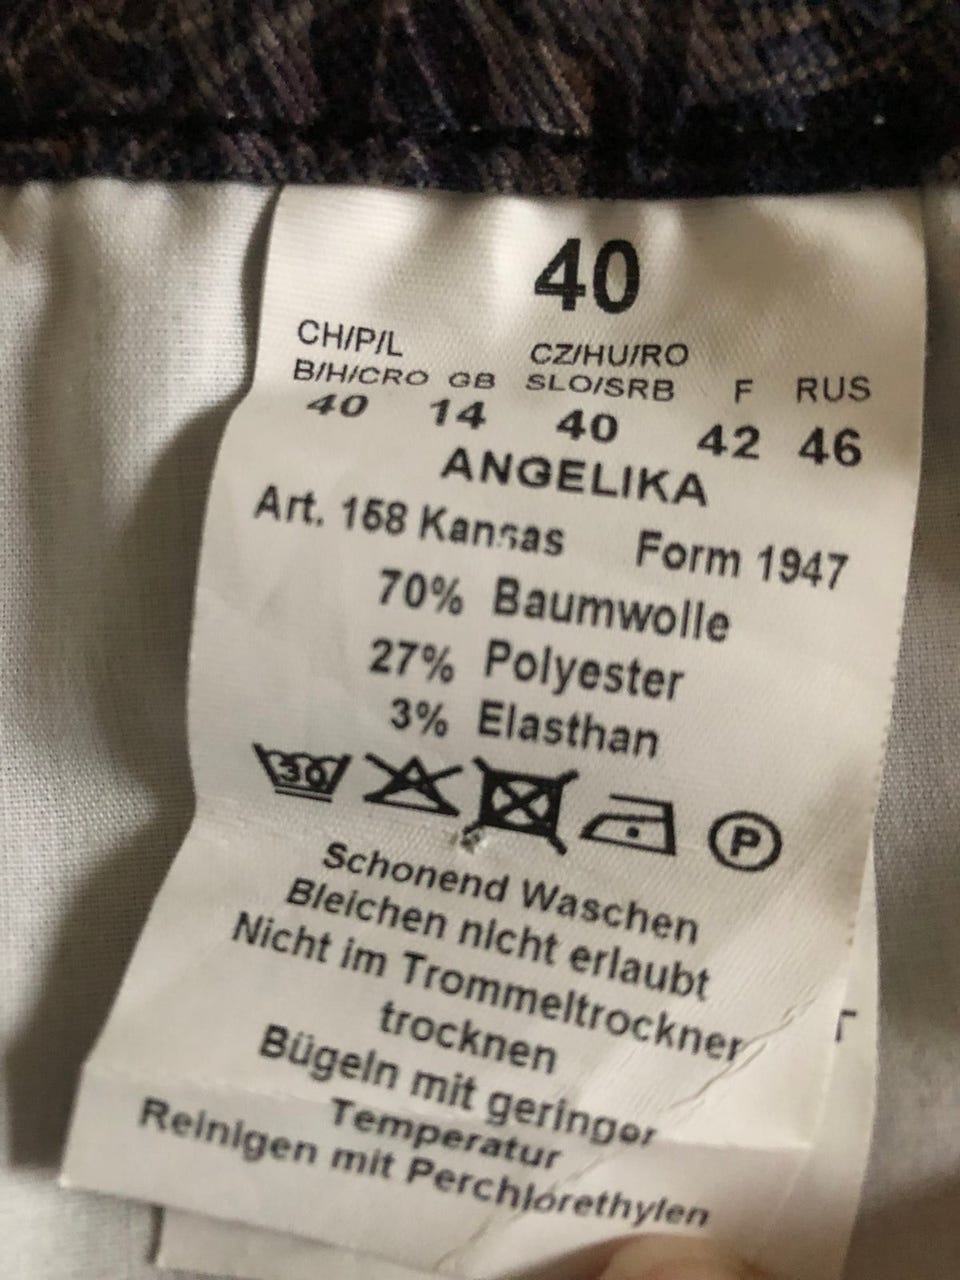 40
CH/P/L CZ/HU/RO
B/H/CRO GB SLO/SRB F RUS
40 14 40 42 46
ANGELIKA
Art. 168 Kansas Form 1947
70% Baumwolle
27% Polyester
3% Elasthan
30 P
Schonend Waschen
Bleichen nicht erlaubt
Nicht im Trommeltrockner
trocknen
Bügeln mit geringer
Temperatur
Reinigen mit Perchlorethylen
T